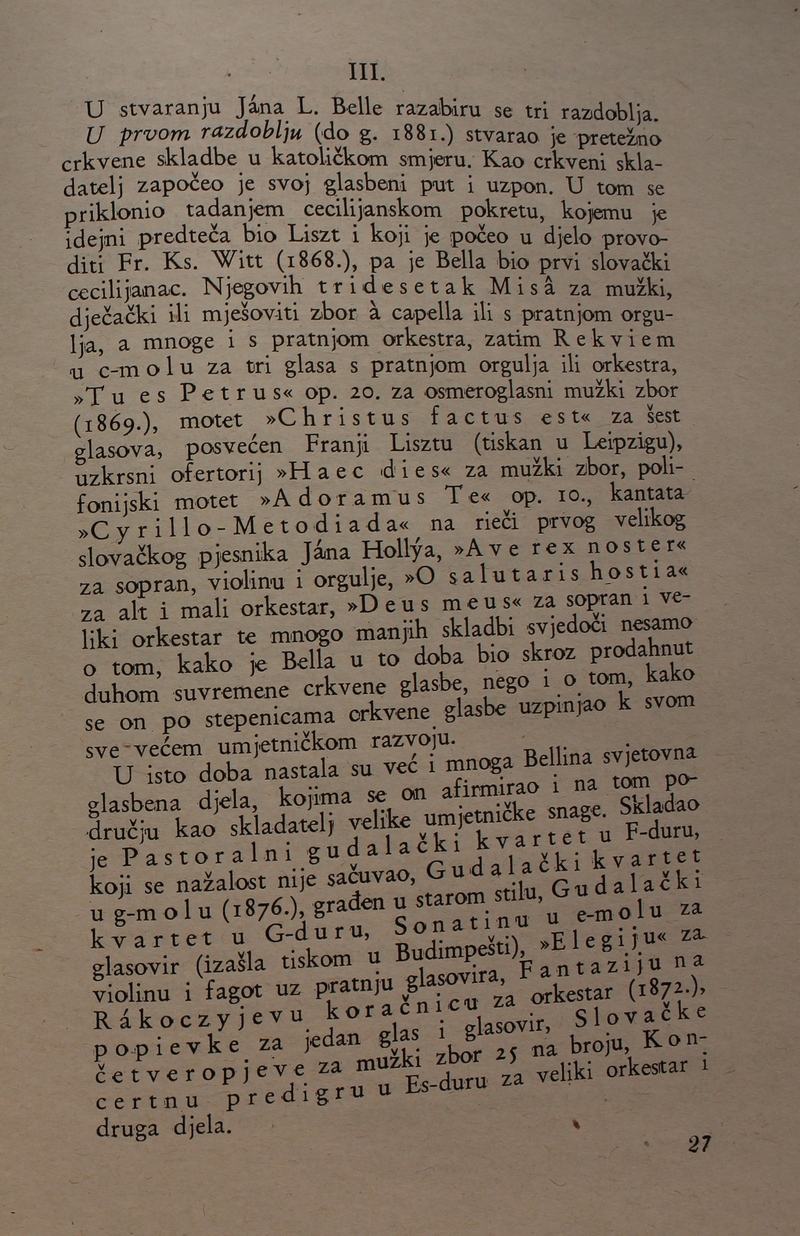 III.
U stvaranju Jána L. Belle razabiru se tri razdoblja.
U prvom razdoblju (do g. 1881.) stvarao je pretežno
crkvene skladbe u katoličkom smjeru. Kao crkveni skla-
datelj započeo je svoj glasbeni put i uzpon. U tom se
priklonio tadanjem cecilijanskom pokretu, kojemu je
idejni predteča bio Liszt i koji je počeo u djelo provo-
diti Fr. Ks. Witt (1868.), pa je Bella bio prvi slovački
cecilijanac. Njegovih tridesetak Misâ za mužki,
dječački ili mješoviti zbor à capella ili s pratnjom orgu-
lja, a mnoge i s pratnjom orkestra, zatim Rekviem
u c-molu za tri glasa s pratnjom orgulja ili orkestra,
»Tu es Petrus« op. 20. za osmeroglasni mužki zbor
(1869.), motet »Christus factus est« za šest
glasova, posvećen Franji Lisztu (tiskan u Leipzigu),
uzkrsni ofertorij »Haec dies« za mužki zbor, poli-
fonijski motet »Adoramus Te« op. 10., kantata
»Cyrillo-Metodiada« na rieči prvog velikog
slovačkog pjesnika Jána Hollýa, »Ave rex noster«
za sopran, violinu i orgulje, »O salutaris hostia«
za alt i mali orkestar, »Deus meus« za sopran i ve-
liki orkestar te mnogo manjih skladbi svjedoči nesamo
o tom, kako je Bella u to doba bio skroz prodahnut
duhom suvremene crkvene glasbe, nego i o tom, kako
se on po stepenicama crkvene glasbe uzpinjao k svom
sve većem umjetničkom razvoju.
U isto doba nastala su već i mnoga Bellina svjetovna
glasbena djela, kojima se on afirmirao i na tom po-
dručju kao skladatelj velike umjetničke snage. Skladao
je Pastoralni gudalački kvartet u F-duru,
koji se nažalost nije sačuvao, Gudalački kvartet
u g-molu (1876.), građen u starom stilu, Gudalački
kvartet u G-duru, Sonatinu u e-molu za
glasovir (izašla tiskom u Budimpešti), »Elegiju« za
violinu i fagot uz pratnju glasovira, Fantaziju na
Rákoczyjevu koračnicu za orkestar (1872.),
popievke za jedan glas i glasovir, Slovačke
četveropjeve za mužki zbor 25 na broju, Kon-
certnu predigru u Es-duru za veliki orkestar i
druga djela.
27